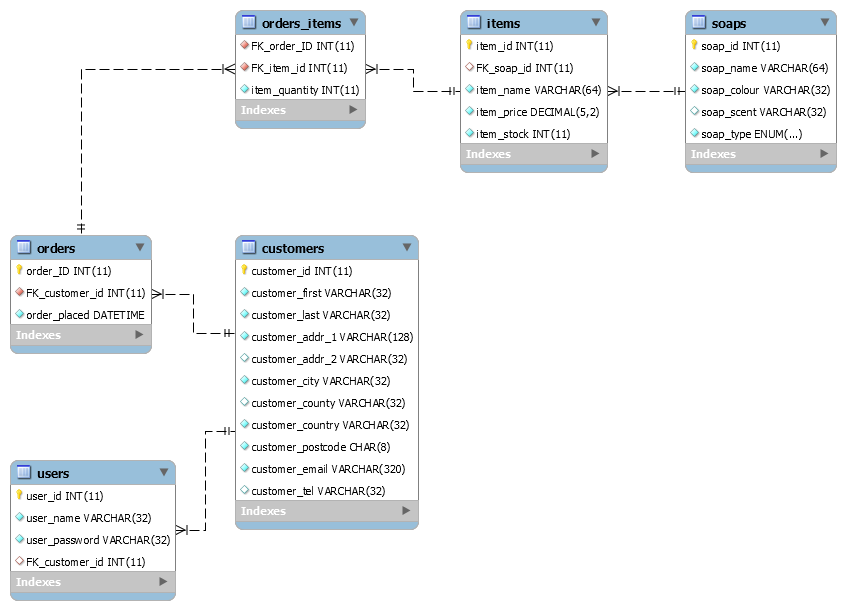 orders_items
FK_order_ID INT(11)
FK_item_id INT(11)
item_quantity INT(11)
Indexes
items
item_id INT(11)
FK_soap_id INT(11)
item_name VARCHAR(64)
item_price DECIMAL(5,2)
item_stock INT(11)
Indexes
soaps
soap_id INT(11)
soap_name VARCHAR(64)
soap_colour VARCHAR(32)
soap_scent VARCHAR(32)
soap_type ENUM(...)
Indexes
orders
order_ID INT(11)
FK_customer_id INT(11)
order_placed DATETIME
Indexes
customers
customer_id INT(11)
customer_first VARCHAR(32)
customer_last VARCHAR(32)
customer_addr_1 VARCHAR(128)
customer_addr_2 VARCHAR(32)
customer_city VARCHAR(32)
customer_county VARCHAR(32)
customer_country VARCHAR(32)
customer_postcode CHAR(8)
customer_email VARCHAR(320)
customer_tel VARCHAR(32)
Indexes
users
user_id INT(11)
user_name VARCHAR(32)
user_password VARCHAR(32)
FK_customer_id INT(11)
Indexes